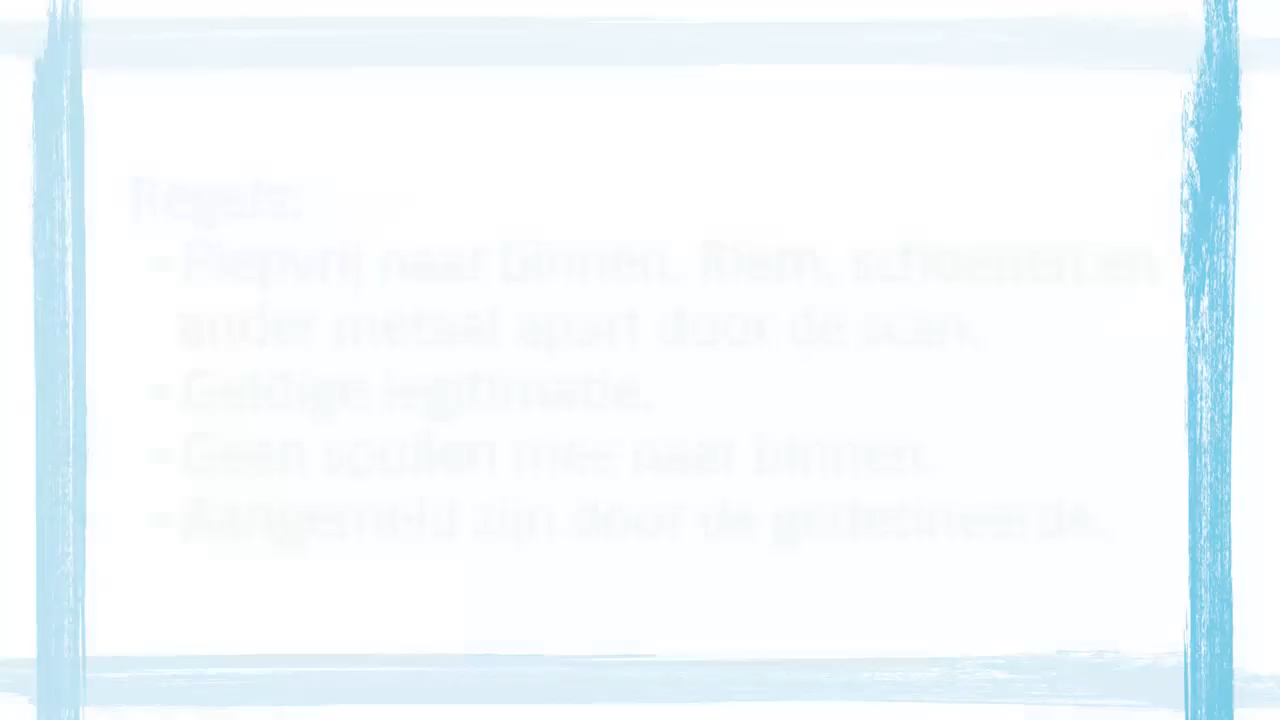 Regels:
- Piepvrij naar binnen. Riem, schoenen en
ander metaal apart door de scan.
- Geldige legitimatie.
- Geen spullen mee naar binnen.
- Aangemeld zijn door de gedetineerde.